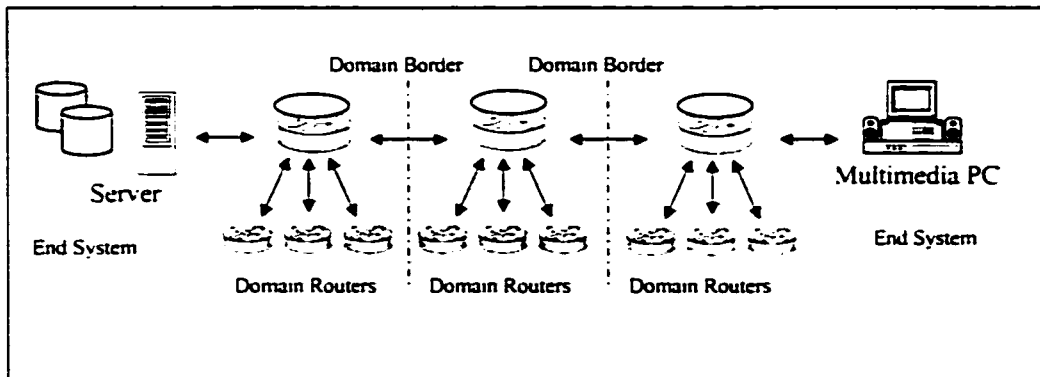 Domain Border Domain Border
Server
Multimedia PC
End System
End System
Domain Routers Domain Routers Domain Routers